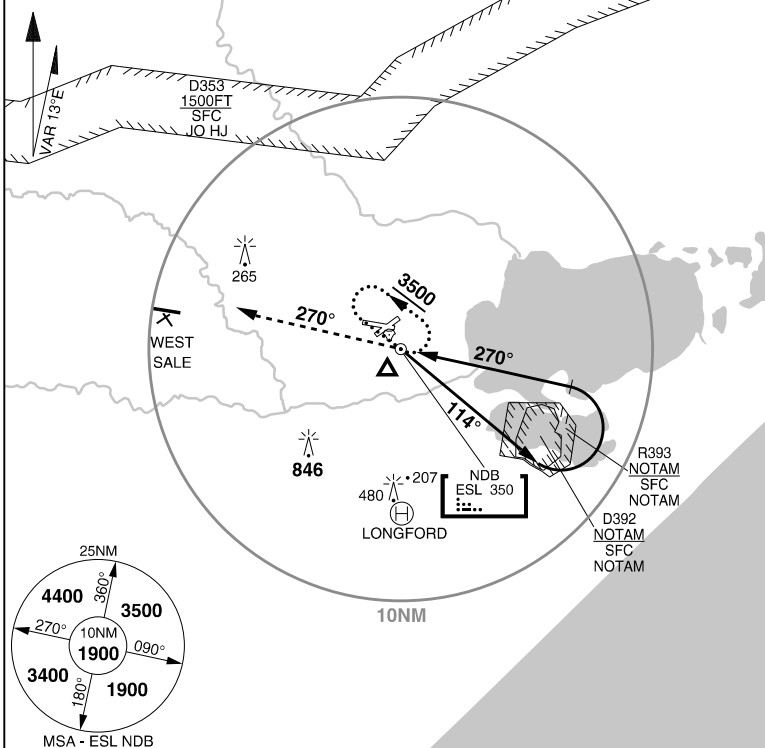 D353
1500FT
SFC
JO HJ
VAR 13°E
265
3500
270°
WEST
SALE
270°
114°
846
207
480
LONGFORD
NDB
ESL 350
R393
NOTAM
SFC
NOTAM
D392
NOTAM
SFC
NOTAM
10NM
25NM
4400
360°
3500
270°
10NM
1900
090°
3400
180°
1900
MSA - ESL NDB